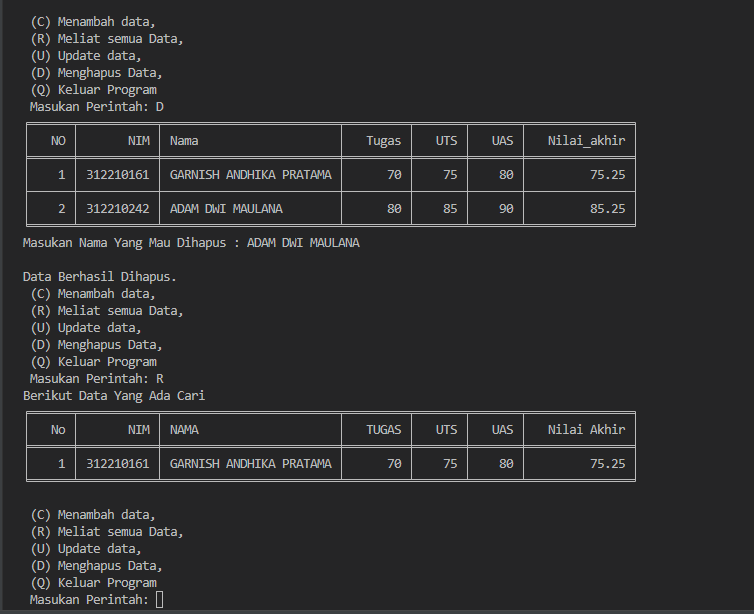 (C) Menambah data,
(R) Meliat semua Data,
(U) Update data,
(D) Menghapus Data,
(Q) Keluar Program
Masukan Perintah: D
NO NIM Nama Tugas UTS UAS Nilai_akhir
1 312210161 GARNISH ANDHIKA PRATAMA 70 75 80 75.25
2 312210242 ADAM DWI MAULANA 80 85 90 85.25
Masukan Nama Yang Mau Dihapus : ADAM DWI MAULANA
Data Berhasil Dihapus.
(C) Menambah data,
(R) Meliat semua Data,
(U) Update data,
(D) Menghapus Data,
(Q) Keluar Program
Masukan Perintah: R
Berikut Data Yang Ada Cari
No NIM NAMA TUGAS UTS UAS Nilai Akhir
1 312210161 GARNISH ANDHIKA PRATAMA 70 75 80 75.25
(C) Menambah data,
(R) Meliat semua Data,
(U) Update data,
(D) Menghapus Data,
(Q) Keluar Program
Masukan Perintah: